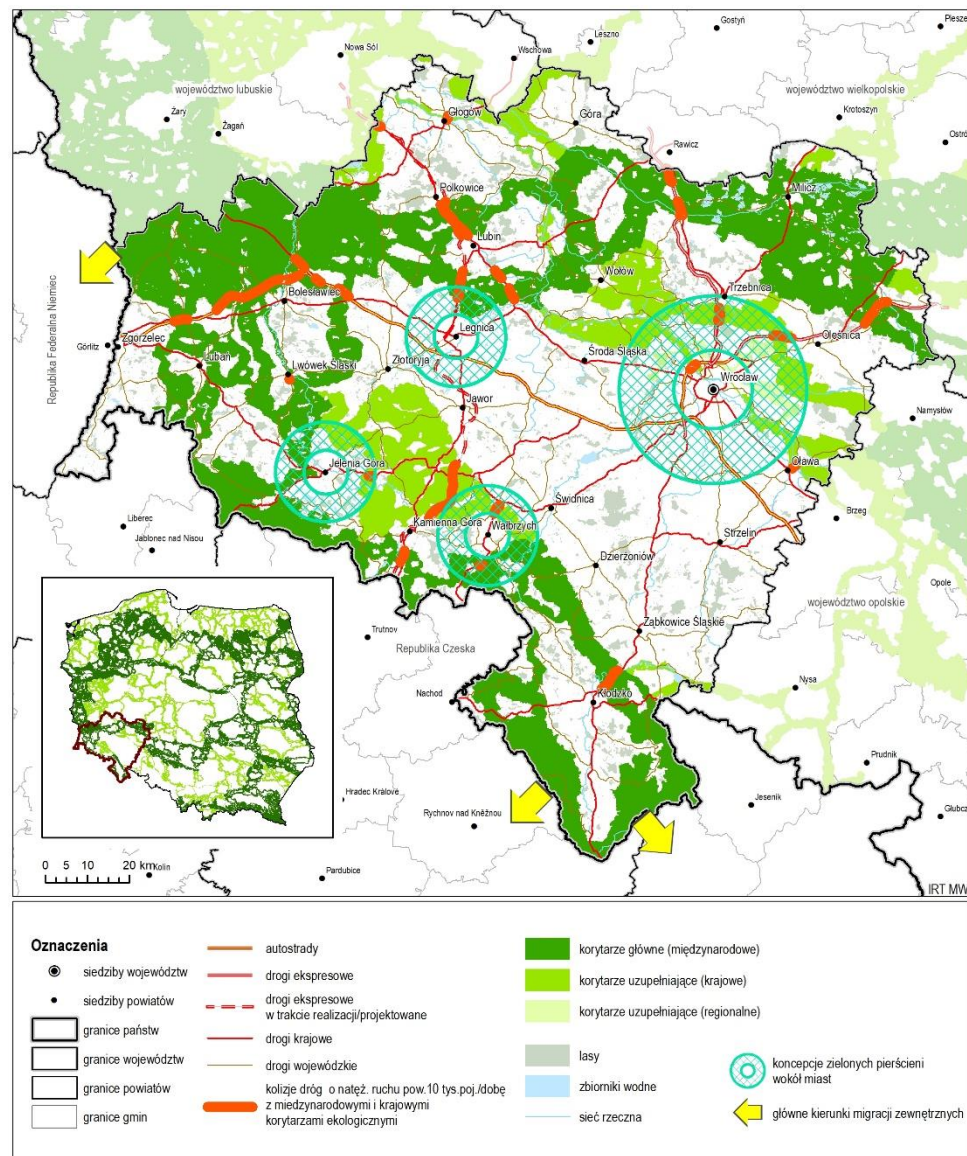 Gostyń
Pleszew
Leszno
Nowa Sól
Wschowa
województwo lubuskie
województwo wielkopolskie
Żary
Żagań
Głogów
Góra
Krotoszyn
Rawicz
Polkowice
Milicz
Lubin
Wołów
Trzebnica
Bolesławiec
Republika Federalna Niemiec
Legnica
Oleśnica
Görlitz
Zgorzelec
Środa Śląska
Lubań
Lwówek Śląski
Złotoryja
Wrocław
Jawor
Namysłów
Jelenia Góra
Oława
Świdnica
Liberec
Kamienna Góra
Wałbrzych
Brzeg
Jablonec nad Nisou
Strzelin
Dzierżoniów
Opole
województwo opolskie
Trutnov
Ząbkowice Śląskie
Republika Czeska
Nachod
Kłodzko
Nysa
Prudnik
Hradec Králove
Rychnov nad Kněžnou
Jesenik
0 5 10 20 km
Kolin
Pardubice
IRT MW
Oznaczenia
siedziby województw
siedziby powiatów
granice państw
granice województw
granice powiatów
granice gmin
autostrady
drogi ekspresowe
drogi ekspresowe
w trakcie realizacji/projektowane
drogi krajowe
drogi wojewódzkie
kolizje dróg o natęż. ruchu pow.10 tys.poj./dobę
z miedzynarodowymi i krajowymi
korytarzami ekologicznymi
korytarze główne (międzynarodowe)
korytarze uzupełniające (krajowe)
korytarze uzupełniające (regionalne)
lasy
zbiorniki wodne
sieć rzeczna
koncepcje zielonych pierścieni
wokół miast
główne kierunki migracji zewnętrznych